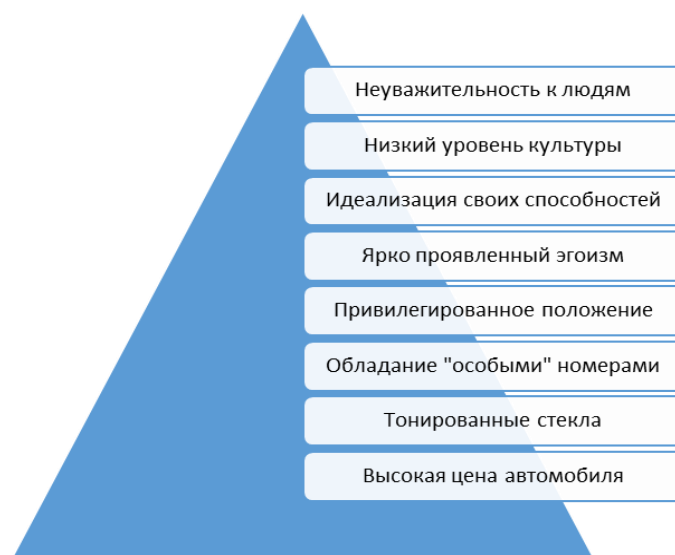 Неуважительность к людям
Низкий уровень культуры
Идеализация своих способностей
Ярко проявленный эгоизм
Привилегированное положение
Обладание "особыми" номерами
Тонированные стекла
Высокая цена автомобиля